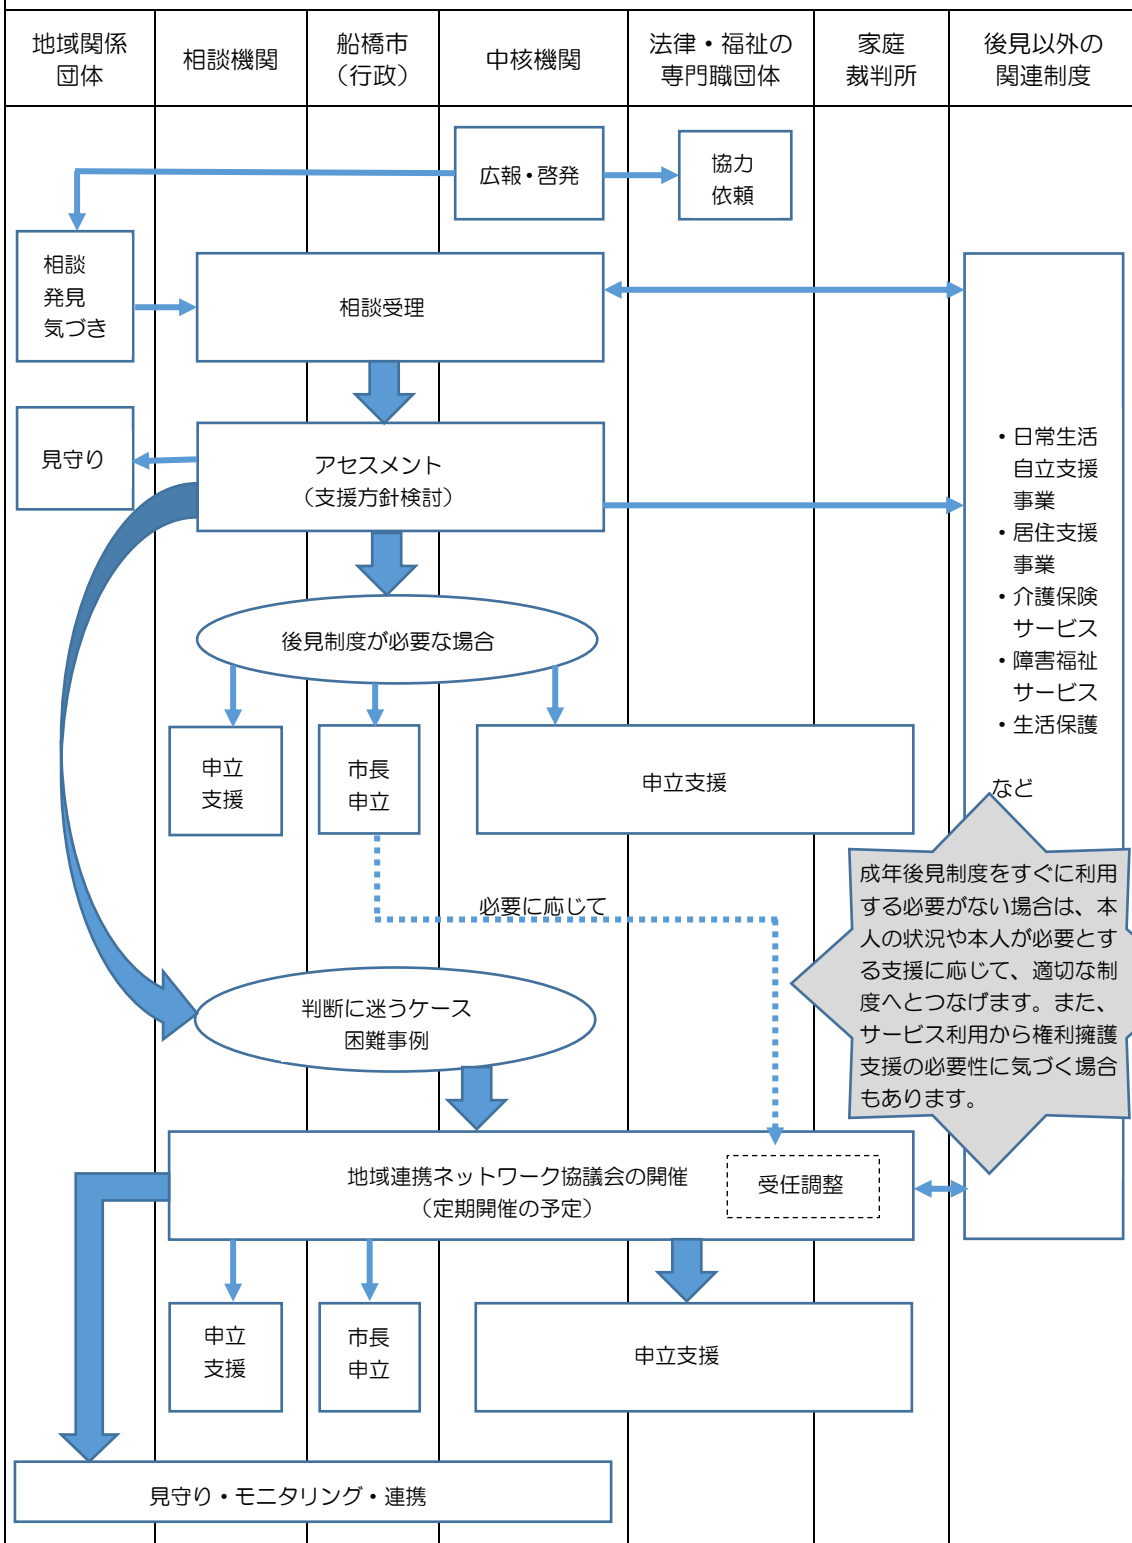 地域関係
団体
相談機関
船橋市
（行政）
中核機関
法律・福祉の
専門職団体
家庭
裁判所
後見以外の
関連制度
広報・啓発
協力
依頼
相談
発見
気づき
相談受理
見守り
アセスメント
（支援方針検討）
・日常生活
自立支援
事業
・居住支援
事業
・介護保険
サービス
・障害福祉
サービス
・生活保護
など
後見制度が必要な場合
申立
支援
市長
申立
申立支援
必要に応じて
成年後見制度をすぐに利用
する必要がない場合は、本
人の状況や本人が必要とす
る支援に応じて、適切な制
度へとつなげます。また、
サービス利用から権利擁護
支援の必要性に気づく場合
もあります。
判断に迷うケース
困難事例
地域連携ネットワーク協議会の開催
（定期開催の予定）
受任調整
申立
支援
市長
申立
申立支援
見守り・モニタリング・連携